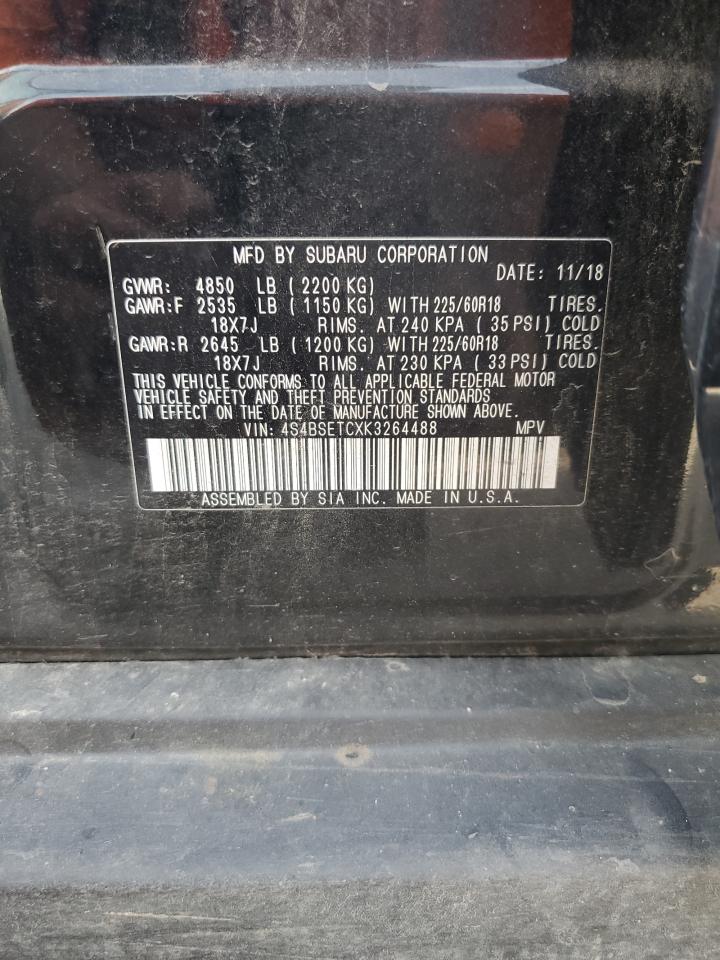 MFD BY SUBARU CORPORATION
DATE: 11/18
GVWR: 4850 LB ( 2200 KG)
GAWR:F 2535 LB ( 1150 KG) WITH 225/60R18 TIRES.
18X7J RIMS. AT 240 KPA ( 35 PSI) COLD
GAWR:R 2645 LB ( 1200 KG) WITH 225/60R18 TIRES.
18X7J RIMS. AT 230 KPA ( 33 PSI) COLD
THIS VEHICLE CONFORMS TO ALL APPLICABLE FEDERAL MOTOR
VEHICLE SAFETY AND THEFT PREVENTION STANDARDS
IN EFFECT ON THE DATE OF MANUFACTURE SHOWN ABOVE.
VIN: 4S4BSETCXK3264488 MPV
ASSEMBLED BY SIA INC. MADE IN U.S.A.